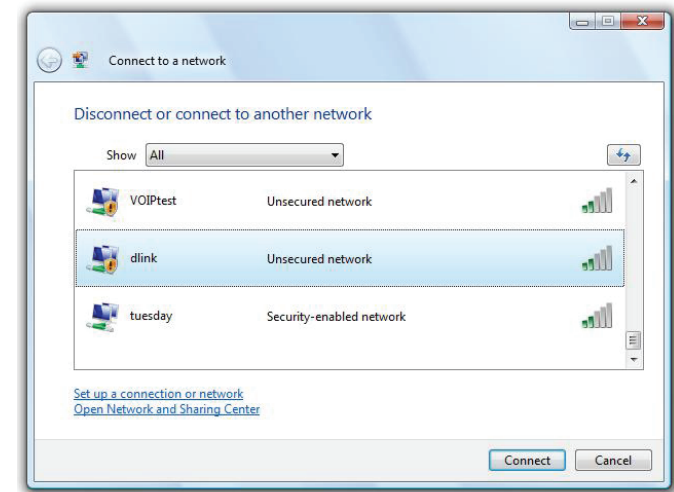 Connect to a network
Disconnect or connect to another network
Show All
VOIPtest Unsecured network
dlink Unsecured network
tuesday Security-enabled network
Set up a connection or network
Open Network and Sharing Center
Connect Cancel